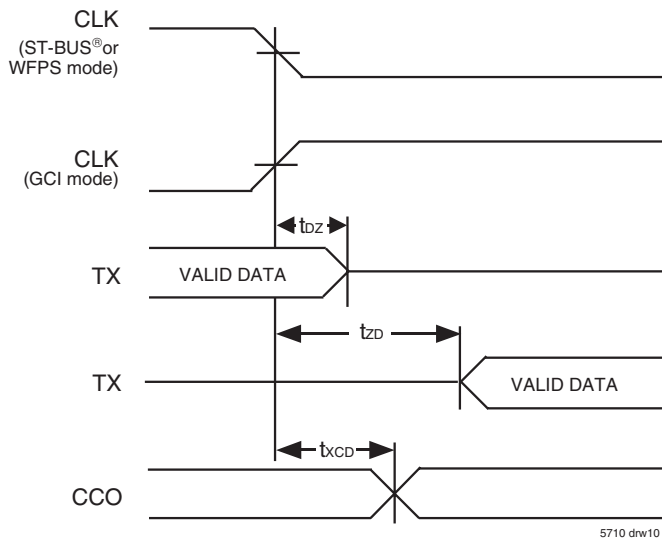 CLK
(ST-BUS®or
WFPS mode)
CLK
(GCI mode)
tDZ
TX
VALID DATA
tZD
TX
VALID DATA
tXCD
CCO
5710 drw10